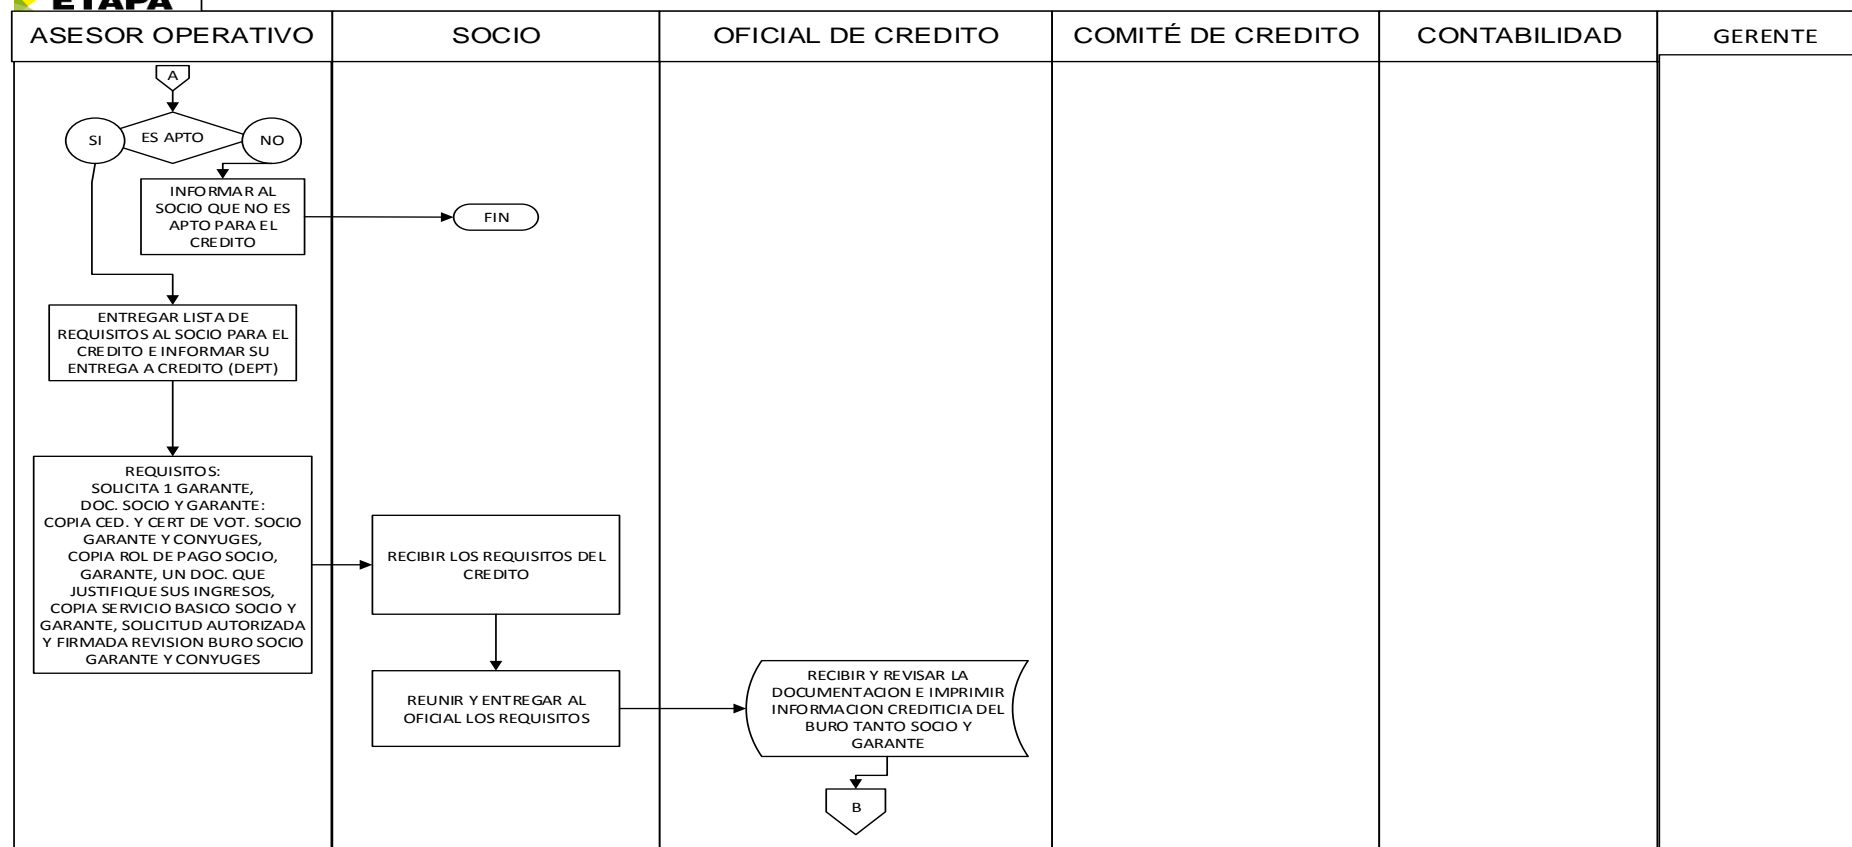 ETAPA
ASESOR OPERATIVO
SOCIO
OFICIAL DE CREDITO
COMITÉ DE CREDITO
CONTABILIDAD
GERENTE
A
SI
ES APTO
NO
INFORMAR AL
SOCIO QUE NO ES
APTO PARA EL
CREDITO
FIN
ENTREGAR LISTA DE
REQUISITOS AL SOCIO PARA EL
CREDITO E INFORMAR SU
ENTREGA A CREDITO (DEPT)
REQUISITOS:
SOLICITA 1 GARANTE,
DOC. SOCIO Y GARANTE:
COPIA CED. Y CERT DE VOT. SOCIO
GARANTE Y CONYUGES,
COPIA ROL DE PAGO SOCIO,
GARANTE, UN DOC. QUE
JUSTIFIQUE SUS INGRESOS,
COPIA SERVICIO BASICO SOCIO Y
GARANTE, SOLICITUD AUTORIZADA
Y FIRMADA REVISION BURO SOCIO
GARANTE Y CONYUGES
RECIBIR LOS REQUISITOS DEL
CREDITO
REUNIR Y ENTREGAR AL
OFICIAL LOS REQUISITOS
RECIBIR Y REVISAR LA
DOCUMENTACION E IMPRIMIR
INFORMACION CREDITICIA DEL
BURO TANTO SOCIO Y
GARANTE
B